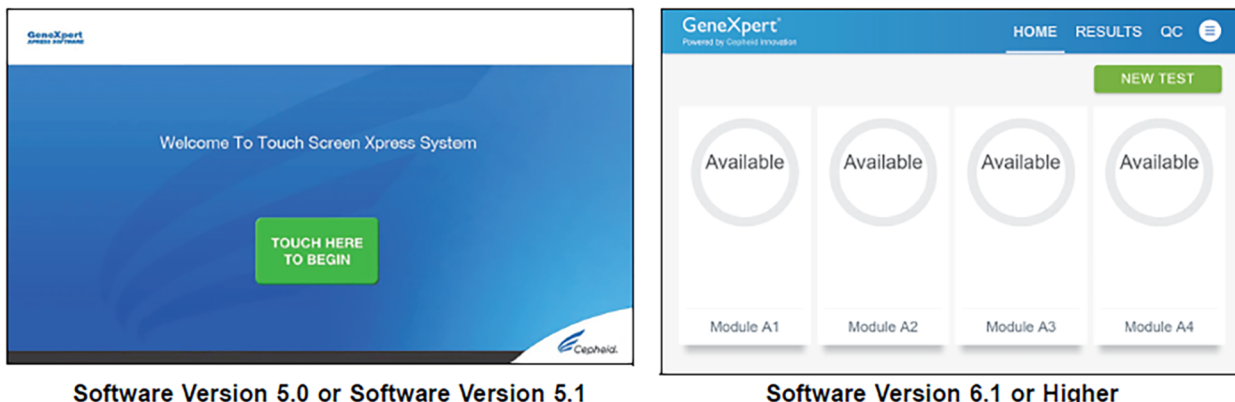 GeneXpert
XPRESS SOFTWARE
Welcome To Touch Screen Xpress System
TOUCH HERE
TO BEGIN
Cepheid.
Software Version 5.0 or Software Version 5.1
GeneXpert®
Powered by Cepheid Innovation
HOME RESULTS QC
NEW TEST
Available Available Available Available
Module A1 Module A2 Module A3 Module A4
Software Version 6.1 or Higher